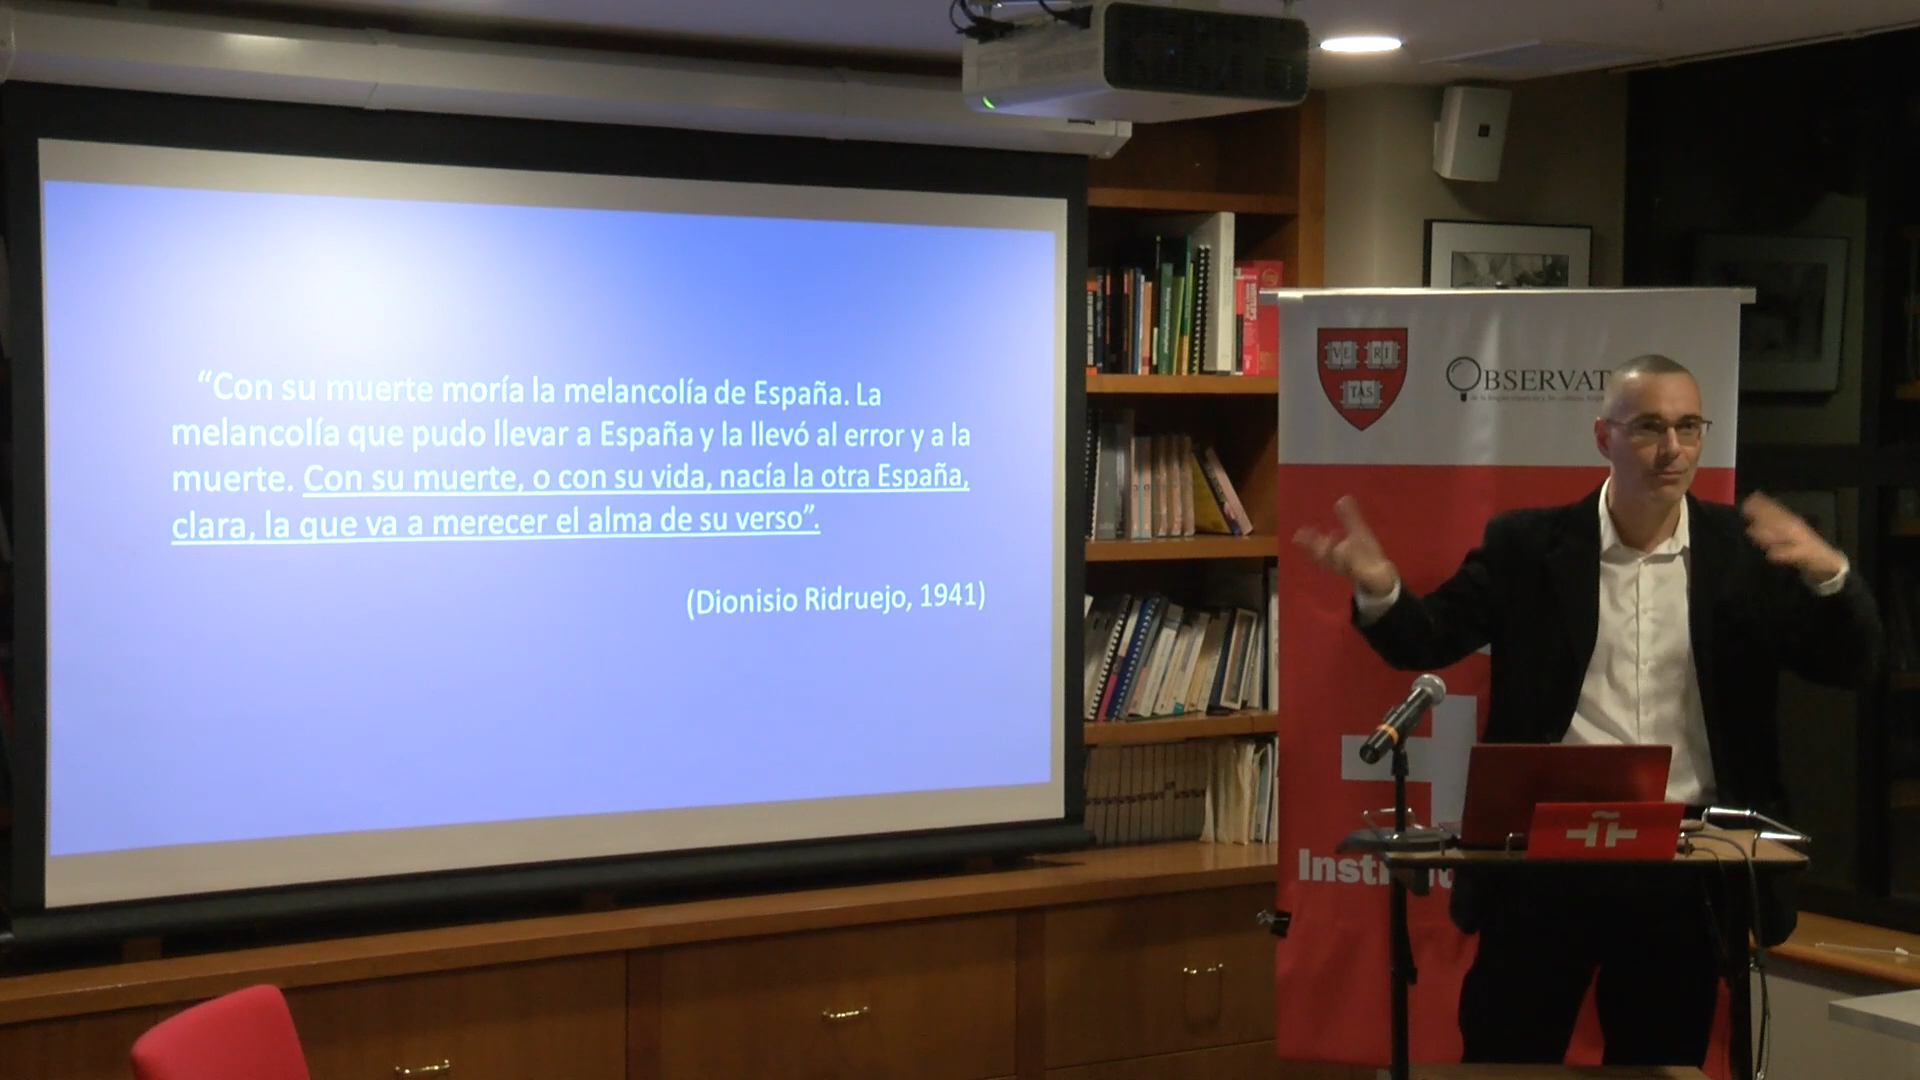 “Con su muerte moría la melancolía de España. La
melancolía que pudo llevar a España y la llevó al error y a la
muerte. Con su muerte, o con su vida, nacía la otra España,
clara, la que va a merecer el alma de su verso”.
(Dionisio Ridruejo, 1941)
VE RI
TAS
OBSERVAT